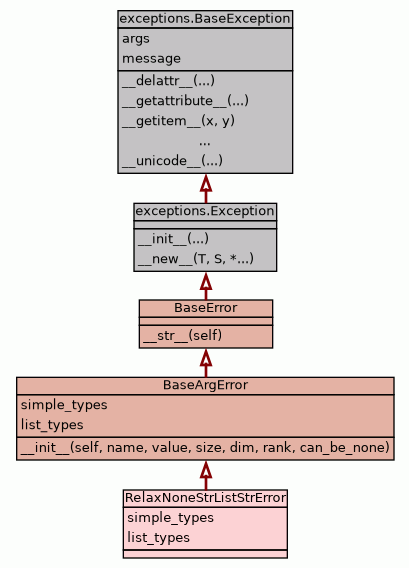 exceptions.BaseException
args
message
__delattr__(...)
__getattribute__(...)
__getitem__(x, y)
...
__unicode__(...)
exceptions.Exception
__init__(...)
__new__(T, S, *...)
BaseError
__str__(self)
BaseArgError
simple_types
list_types
__init__(self, name, value, size, dim, rank, can_be_none)
RelaxNoneStrListStrError
simple_types
list_types